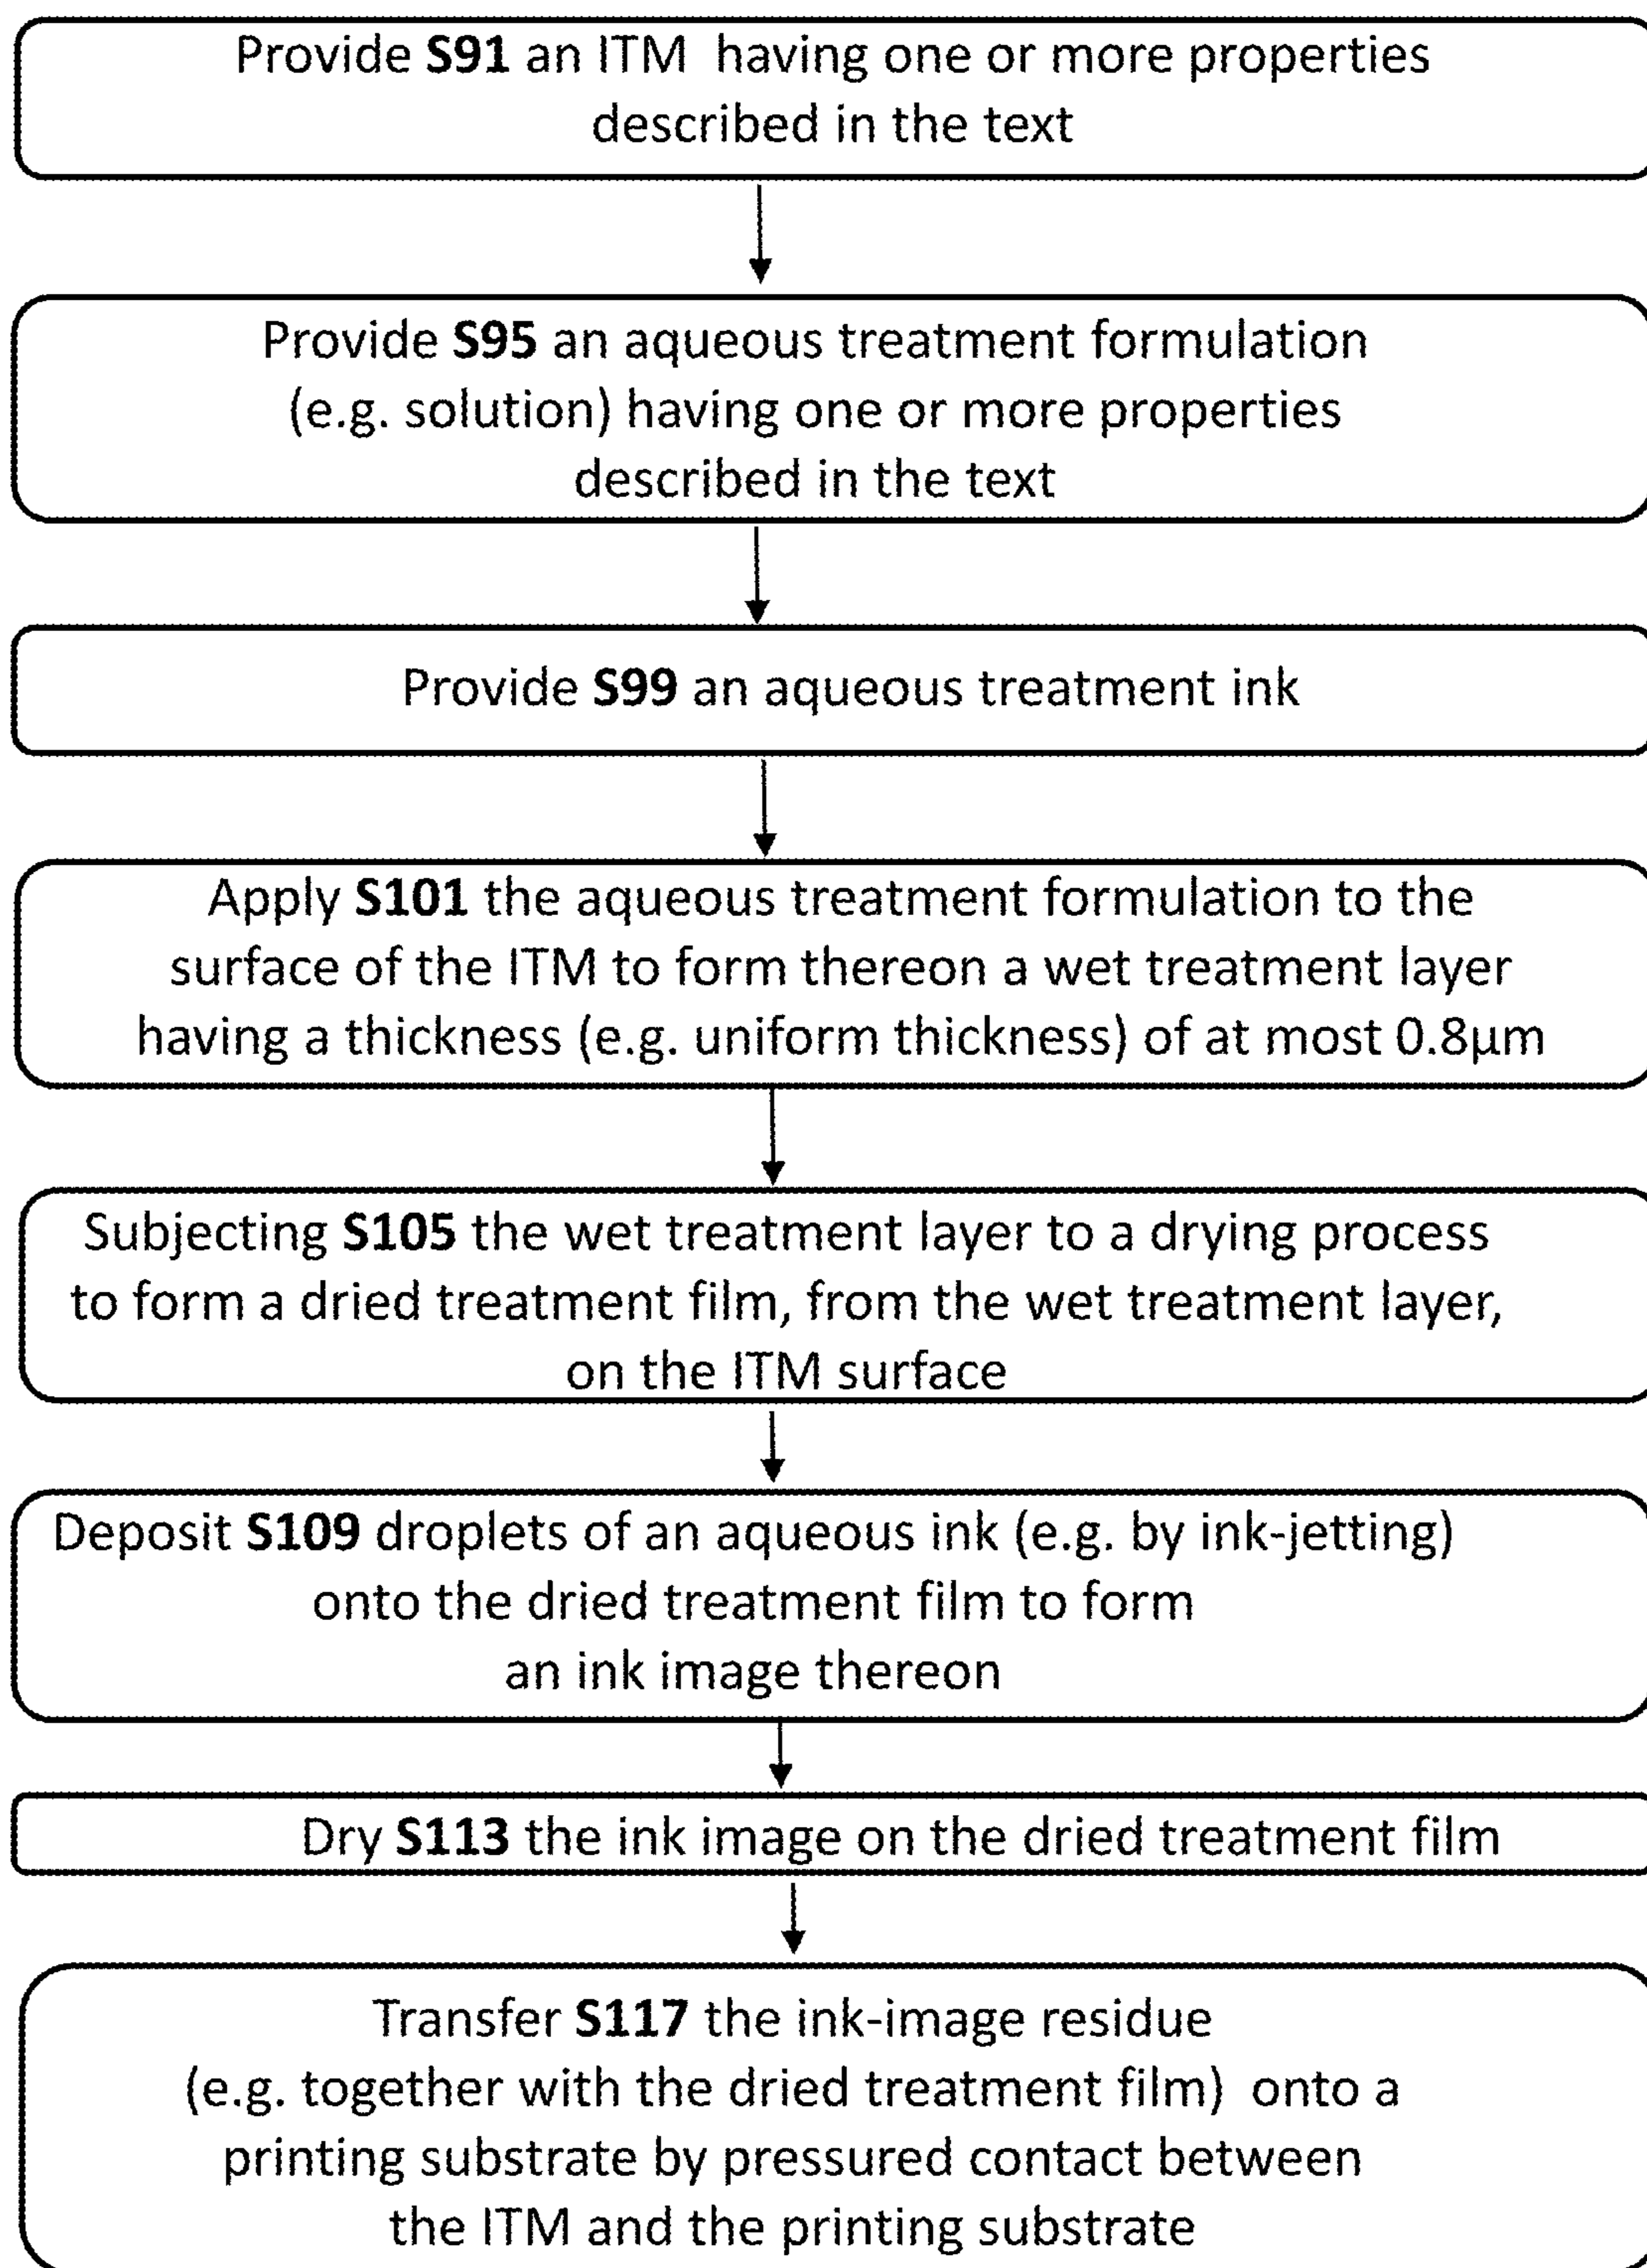 Provide S91 an ITM having one or more properties
described in the text
Provide S95 an aqueous treatment formulation
(e.g. solution) having one or more properties
described in the text
Provide S99 an aqueous treatment ink
Apply S101 the aqueous treatment formulation to the
surface of the ITM to form thereon a wet treatment layer
having a thickness (e.g. uniform thickness) of at most 0.8μm
Subjecting S105 the wet treatment layer to a drying process
to form a dried treatment film, from the wet treatment layer,
on the ITM surface
Deposit S109 droplets of an aqueous ink (e.g. by ink-jetting)
onto the dried treatment film to form
an ink image thereon
Dry S113 the ink image on the dried treatment film
Transfer S117 the ink-image residue
(e.g. together with the dried treatment film) onto a
printing substrate by pressured contact between
the ITM and the printing substrate